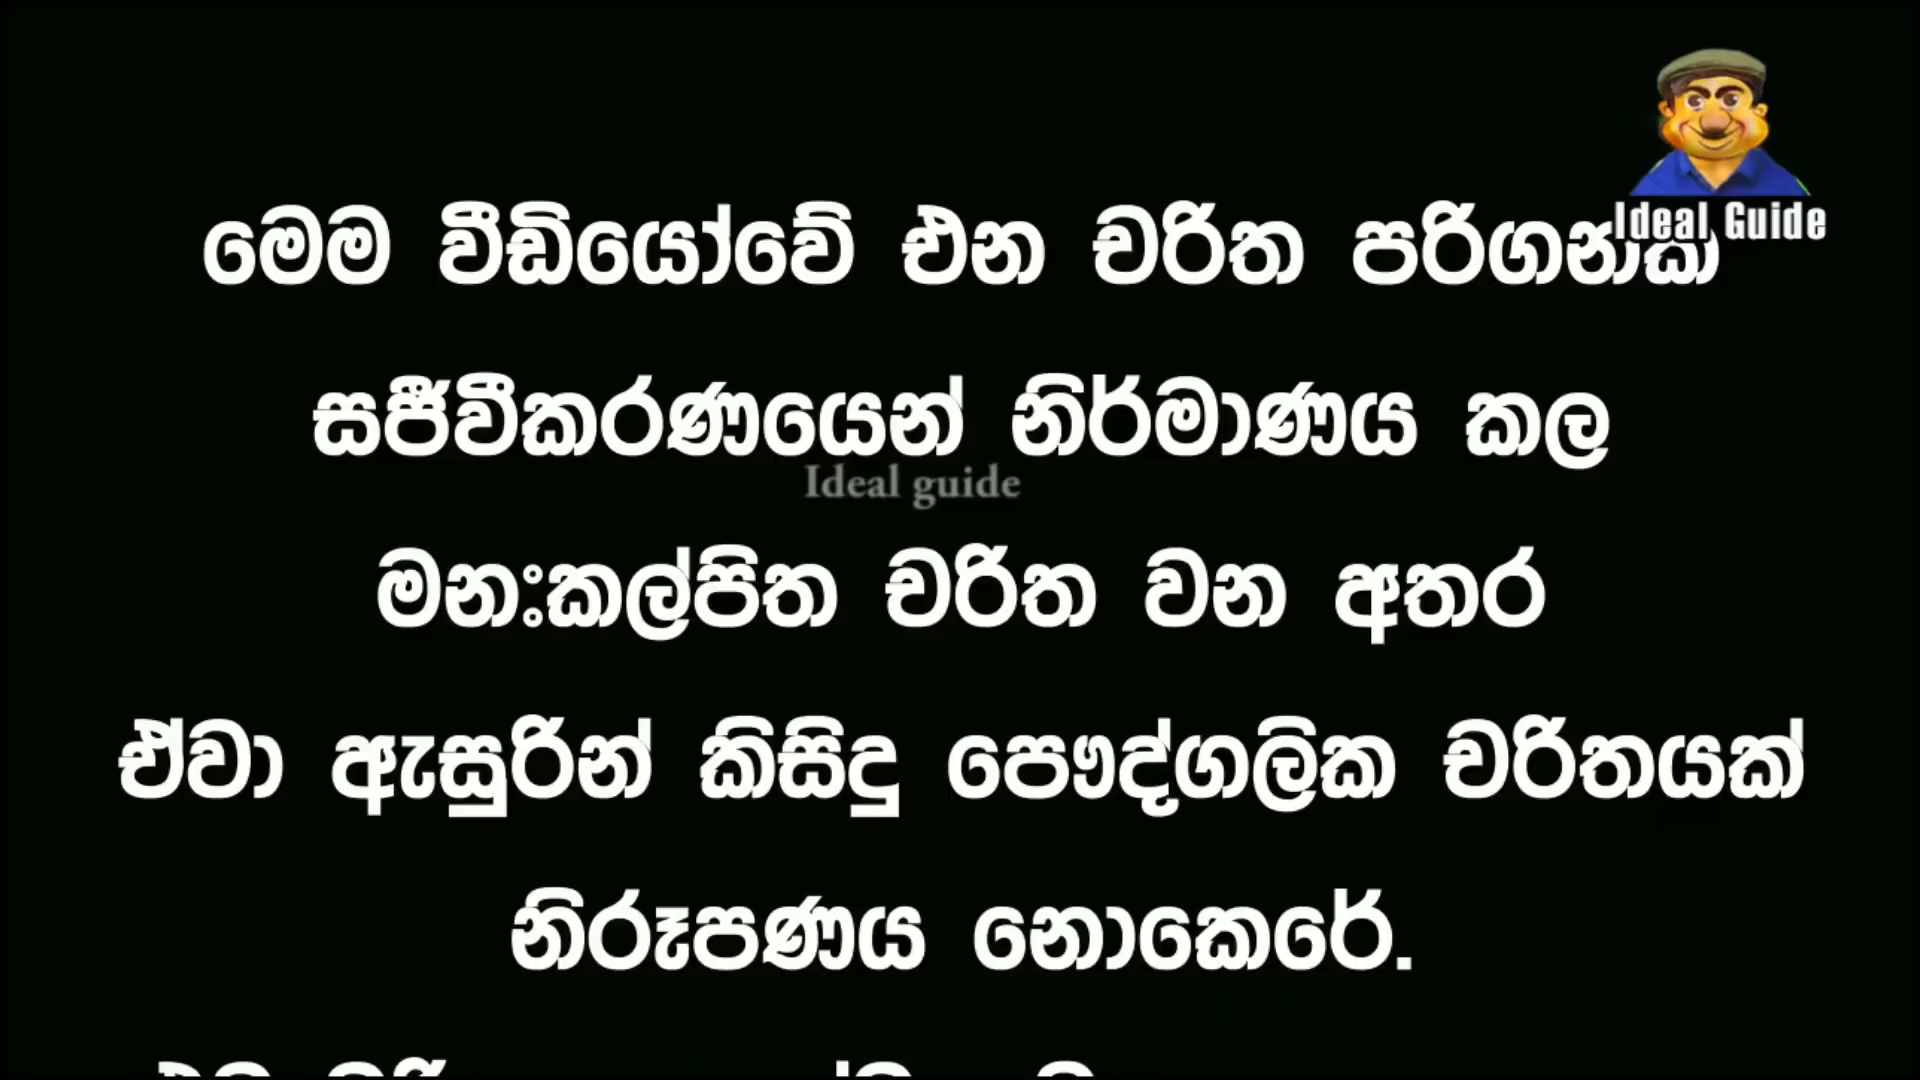 Ideal Guide
මෙම වීඩියෝවේ එන චරිත පරිගනක
සජීවීකරණයෙන් නිර්මාණය කල
Ideal guide
මනඃකල්පිත චරිත වන අතර
ඒවා ඇසුරින් කිසිදු පෞද්ගලික චරිතයක්
නිරූපණය නොකෙරේ.